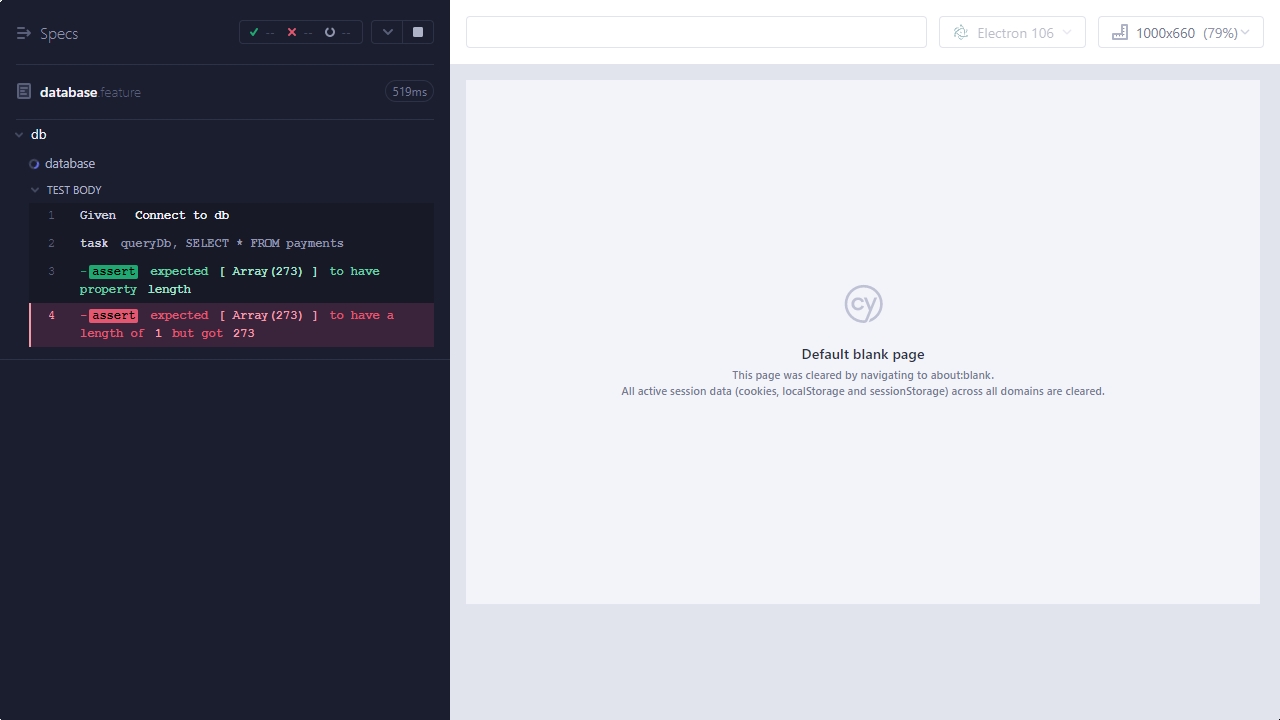 Specs
--
--
--
Electron 106
1000x660 (79%)
database.feature
519ms
db
database
TEST BODY
1 Given Connect to db
2 task queryDb, SELECT * FROM payments
3 -assert expected [ Array(273) ] to have
property length
4 -assert expected [ Array(273) ] to have a
length of 1 but got 273
cy
Default blank page
This page was cleared by navigating to about:blank.
All active session data (cookies, localStorage and sessionStorage) across all domains are cleared.